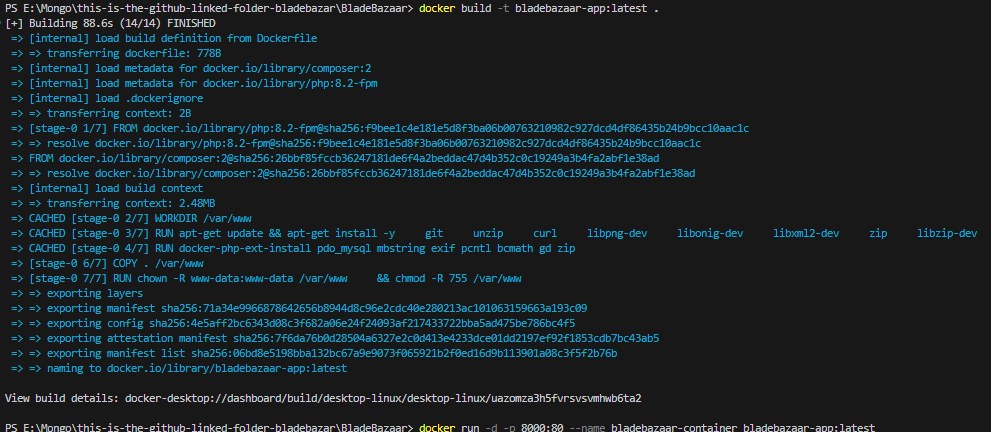 PS E:\Mongo\this-is-the-github-linked-folder-bladebazar\BladeBazaar> docker build -t bladebazaar-app:latest .
[+] Building 88.6s (14/14) FINISHED
=> [internal] load build definition from Dockerfile
=> => transferring dockerfile: 778B
=> [internal] load metadata for docker.io/library/composer:2
=> [internal] load metadata for docker.io/library/php:8.2-fpm
=> [internal] load .dockerignore
=> => transferring context: 2B
=> [stage-0 1/7] FROM docker.io/library/php:8.2-fpm@sha256:f9bee1c4e181e5d8f3ba06b00763210982c927dcd4df86435b24b9bcc10aac1c
=> => resolve docker.io/library/php:8.2-fpm@sha256:f9bee1c4e181e5d8f3ba06b00763210982c927dcd4df86435b24b9bcc10aac1c
=> FROM docker.io/library/composer:2@sha256:26bbf85fccb36247181de6f4a2beddac47d4b352c0c19249a3b4fa2abf1e38ad
=> => resolve docker.io/library/composer:2@sha256:26bbf85fccb36247181de6f4a2beddac47d4b352c0c19249a3b4fa2abf1e38ad
=> [internal] load build context
=> => transferring context: 2.48MB
=> CACHED [stage-0 2/7] WORKDIR /var/www
=> CACHED [stage-0 3/7] RUN apt-get update && apt-get install -y     git     unzip     curl     libpng-dev     libonig-dev     libxml2-dev     zip     libzip-dev
=> CACHED [stage-0 4/7] RUN docker-php-ext-install pdo_mysql mbstring exif pcntl bcmath gd zip
=> [stage-0 6/7] COPY . /var/www
=> [stage-0 7/7] RUN chown -R www-data:www-data /var/www     && chmod -R 755 /var/www
=> => exporting layers
=> => exporting manifest sha256:71a34e9966878642656b8944d8c96e2cdc40e280213ac101063159663a193c09
=> => exporting config sha256:4e5aff2bc6343d08c3f682a06e24f24093af217433722bba5ad475be786bc4f5
=> => exporting attestation manifest sha256:7f6da76b0d28504a6327e2c0d413e4233dce01dd2197ef92f1853cdb7bc43ab5
=> => exporting manifest list sha256:06bd8e5198bba132bc67a9e9073f065921b2f0ed16d9b113901a08c3f5f2b76b
=> => naming to docker.io/library/bladebazaar-app:latest
View build details: docker-desktop://dashboard/build/desktop-linux/desktop-linux/uazomza3h5fvrsvsvmhwb6ta2
PS E:\Mongo\this-is-the-github-linked-folder-bladebazar\BladeBazaar> docker run -d -p 8000:80 --name bladebazaar-container bladebazaar-app:latest